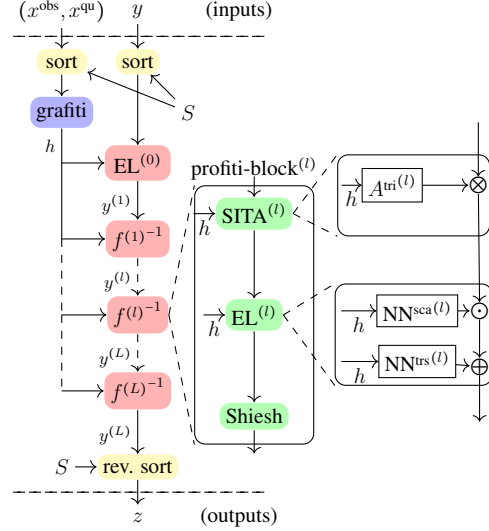 (x^obs, x^qu) y (inputs)
sort sort
S
grafiti
h
EL^(0)
profiti-block^(l)
y^(1)
f^(1)^-1
y^(l)
f^(l)^-1
y^(L)
f^(L)^-1
y^(L)
S rev. sort
z (outputs)
SITA^(l)
h
EL^(l)
h
Shiesh
h A^tri^(l) ⊗
h NN^sca^(l) ⊙
h NN^trs^(l) ⊕